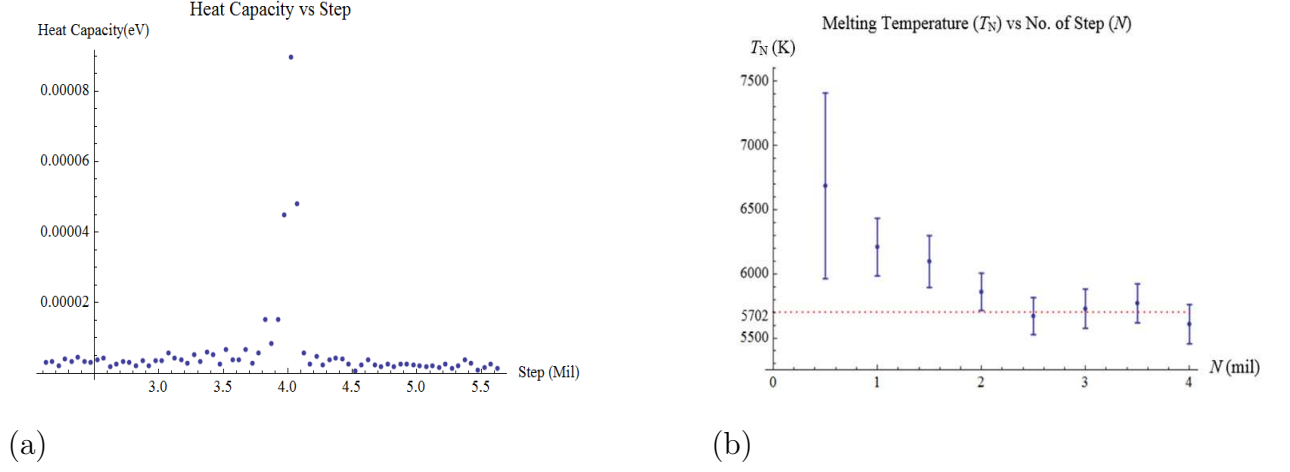 Heat Capacity vs Step
Heat Capacity(eV)
0.00008
0.00006
0.00004
0.00002
3.0 3.5 4.0 4.5 5.0 5.5
Step (Mil)
(a)
Melting Temperature (TN) vs No. of Step (N)
TN (K)
7500
7000
6500
6000
5702
5500
0 1 2 3 4
N (mil)
(b)